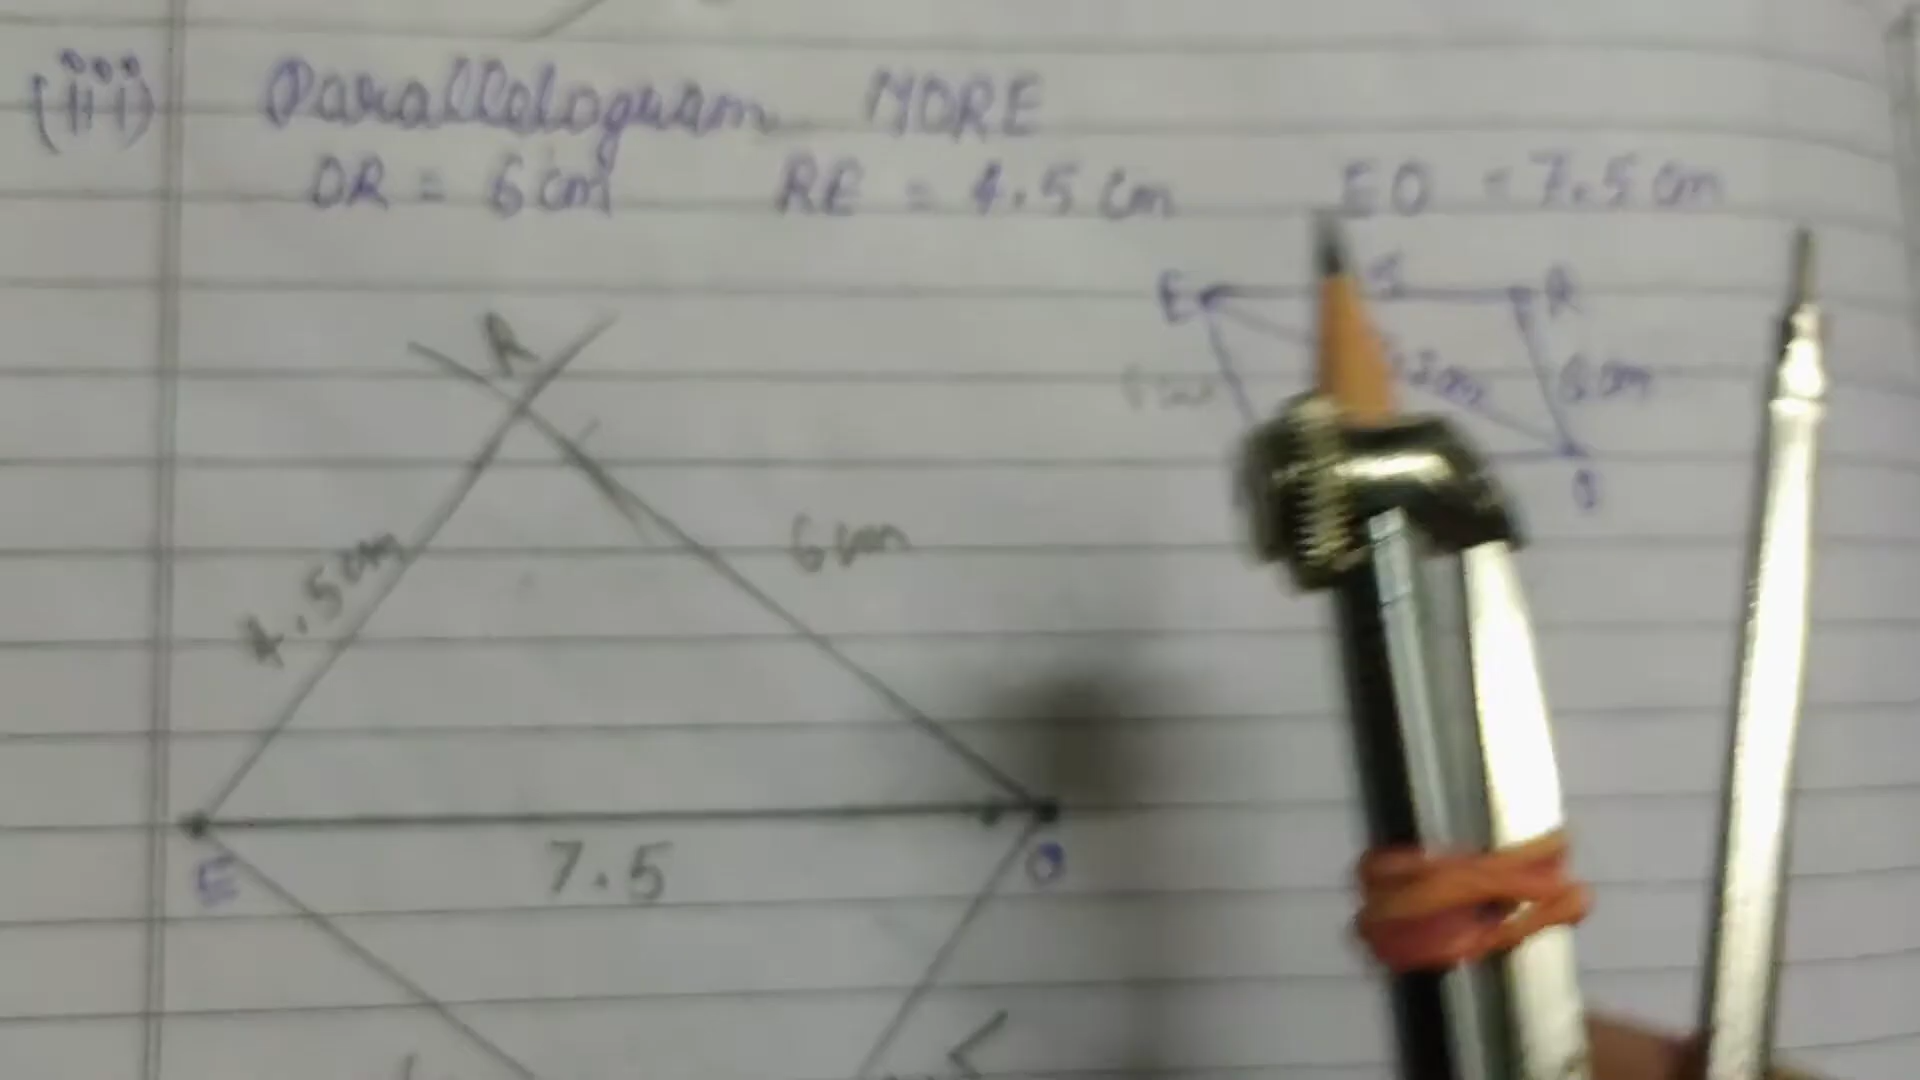 (iii) Parallelogram MORE
OR = 6 cm RE = 4.5 cm EO = 7.5 cm
E R
6 cm
O
R
4.5 cm 6 cm
E 7.5 O